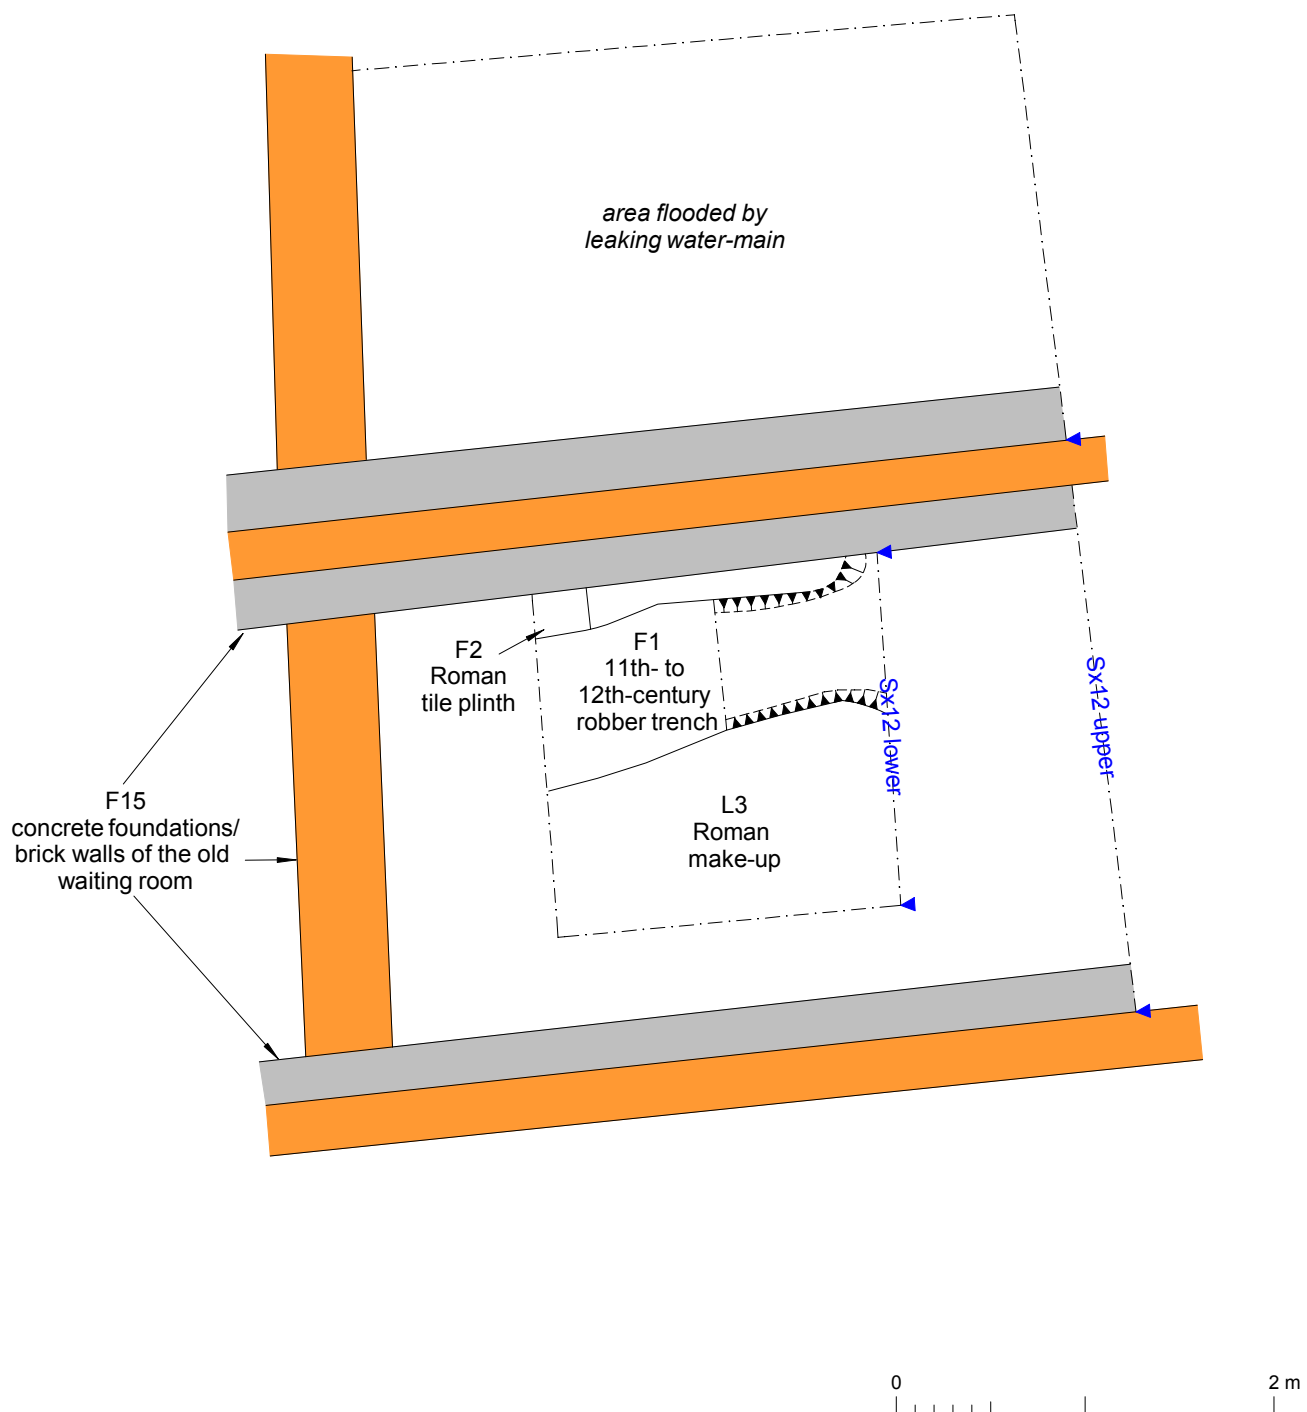 area flooded by
leaking water-main
F2
Roman
tile plinth
F1
11th- to
12th-century
robber trench
Sx12 lower
Sx12 upper
L3
Roman
make-up
F15
concrete foundations/
brick walls of the old
waiting room
0
2 m